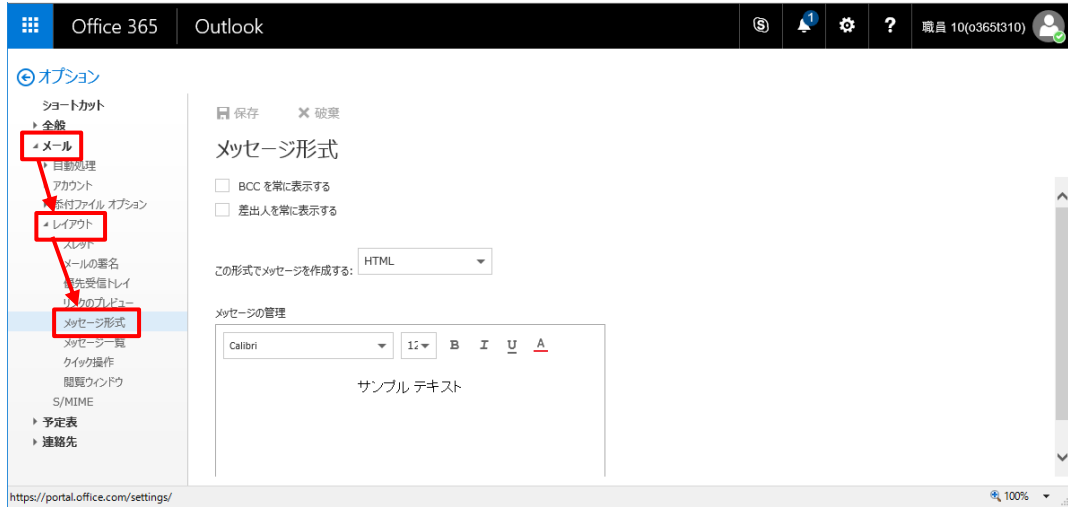 Office 365 Outlook 1 ? 職員 10(o365t310)
オプション
ショートカット
全般
メール
自動処理
アカウント
添付ファイル オプション
レイアウト
スレッド
メールの署名
優先受信トレイ
リンクのプレビュー
メッセージ形式
メッセージ一覧
クイック操作
閲覧ウィンドウ
S/MIME
予定表
連絡先
保存 破棄
メッセージ形式
BCC を常に表示する
差出人を常に表示する
この形式でメッセージを作成する: HTML
メッセージの管理
Calibri 12 B I U A
サンプル テキスト
https://portal.office.com/settings/ 100%